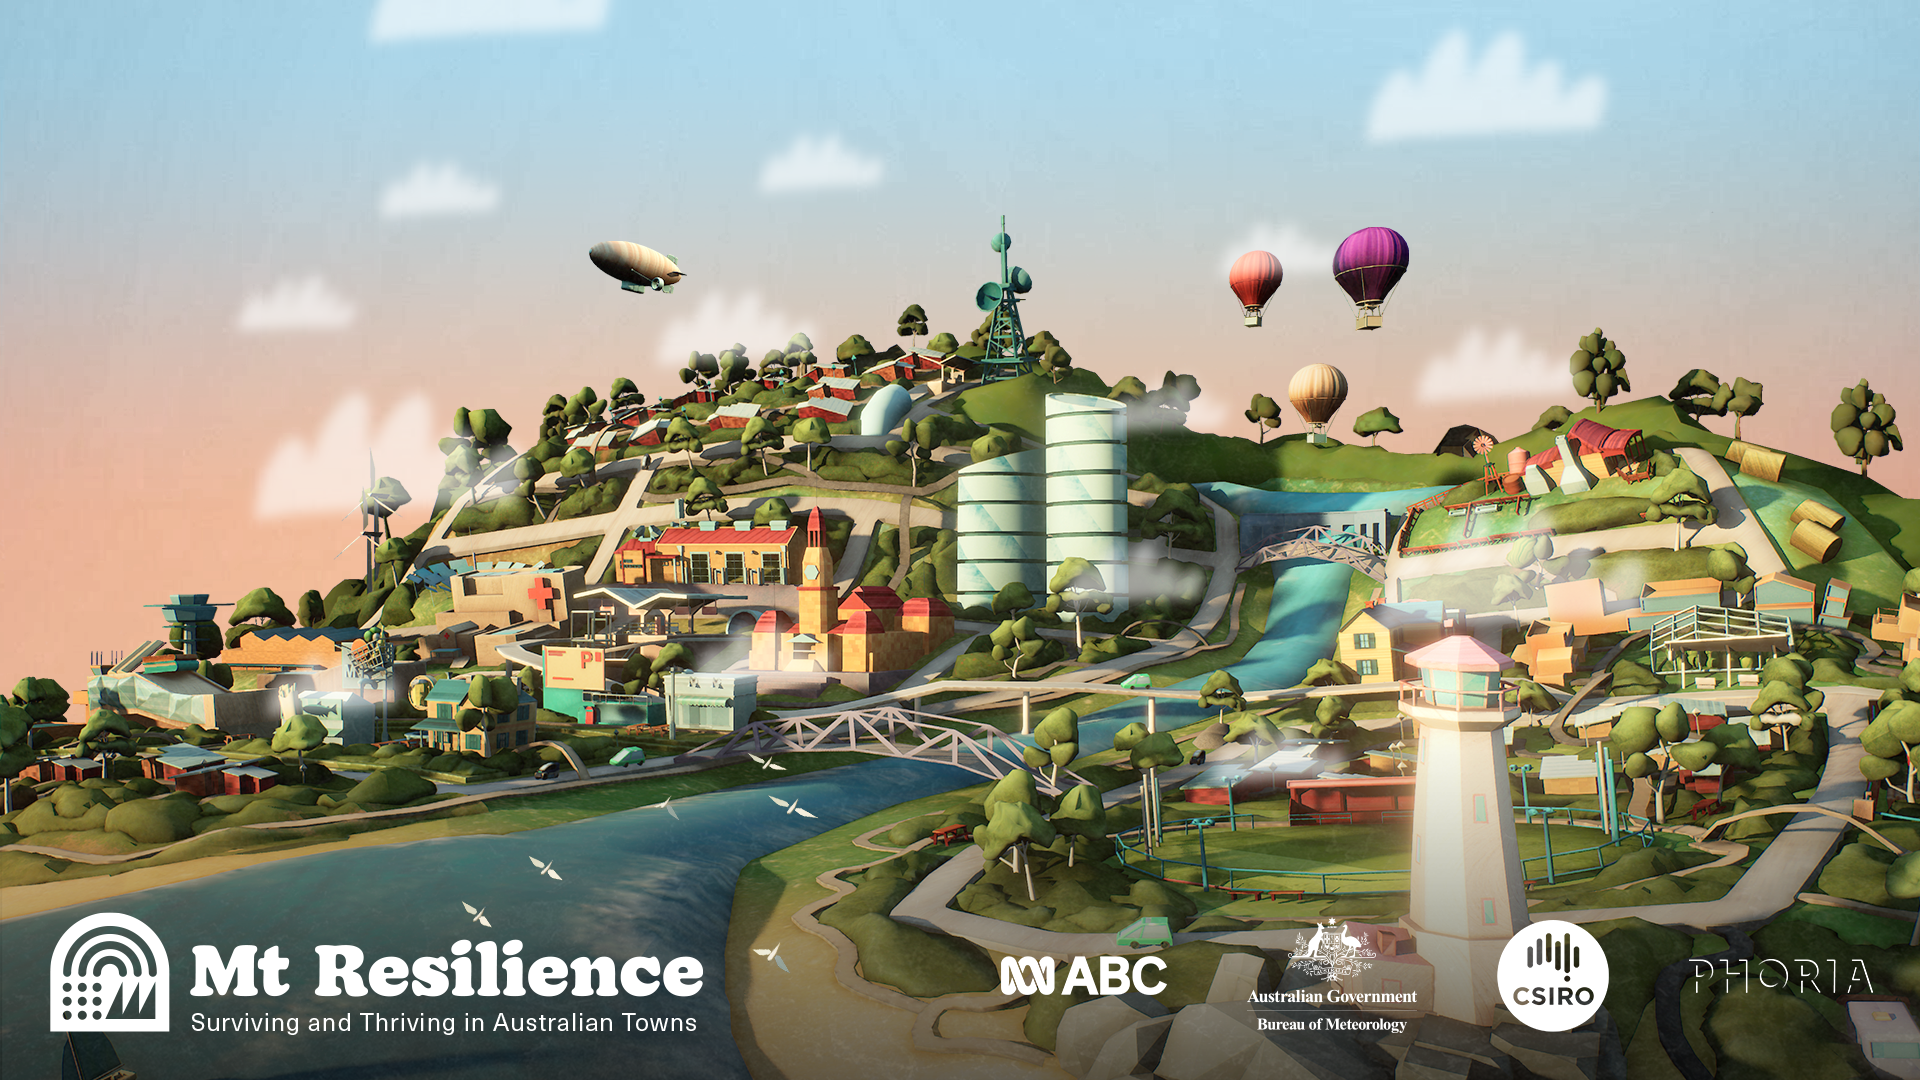 P
Mt Resilience
Surviving and Thriving in Australian Towns
ABC
Australian Government
Bureau of Meteorology
CSIRO
PHORIA